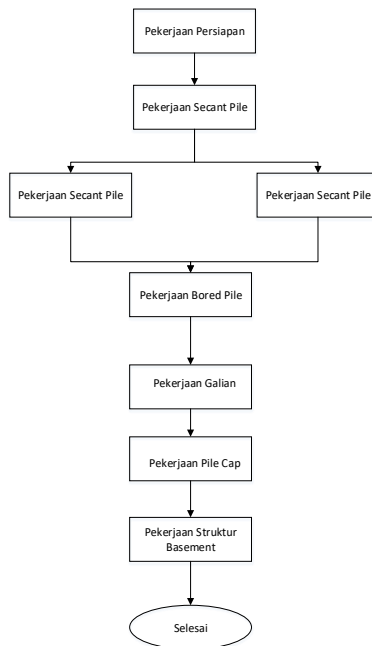 Pekerjaan Persiapan
Pekerjaan Secant Pile
Pekerjaan Secant Pile
Pekerjaan Secant Pile
Pekerjaan Bored Pile
Pekerjaan Galian
Pekerjaan Pile Cap
Pekerjaan Struktur
Basement
Selesai